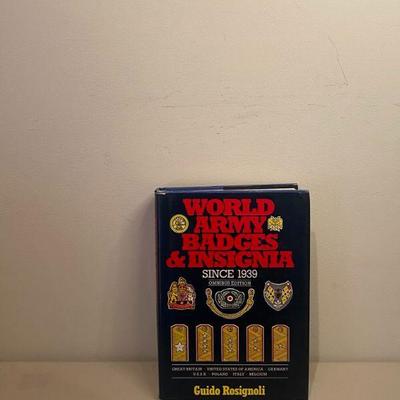 WORLD
ARMY
BADGES
& INSIGNIA
SINCE 1939
OMNIBUS EDITION
GREAT BRITAIN · UNITED STATES OF AMERICA · GERMANY
U.S.S.R. · POLAND · ITALY · BELGIUM
Guido Rosignoli